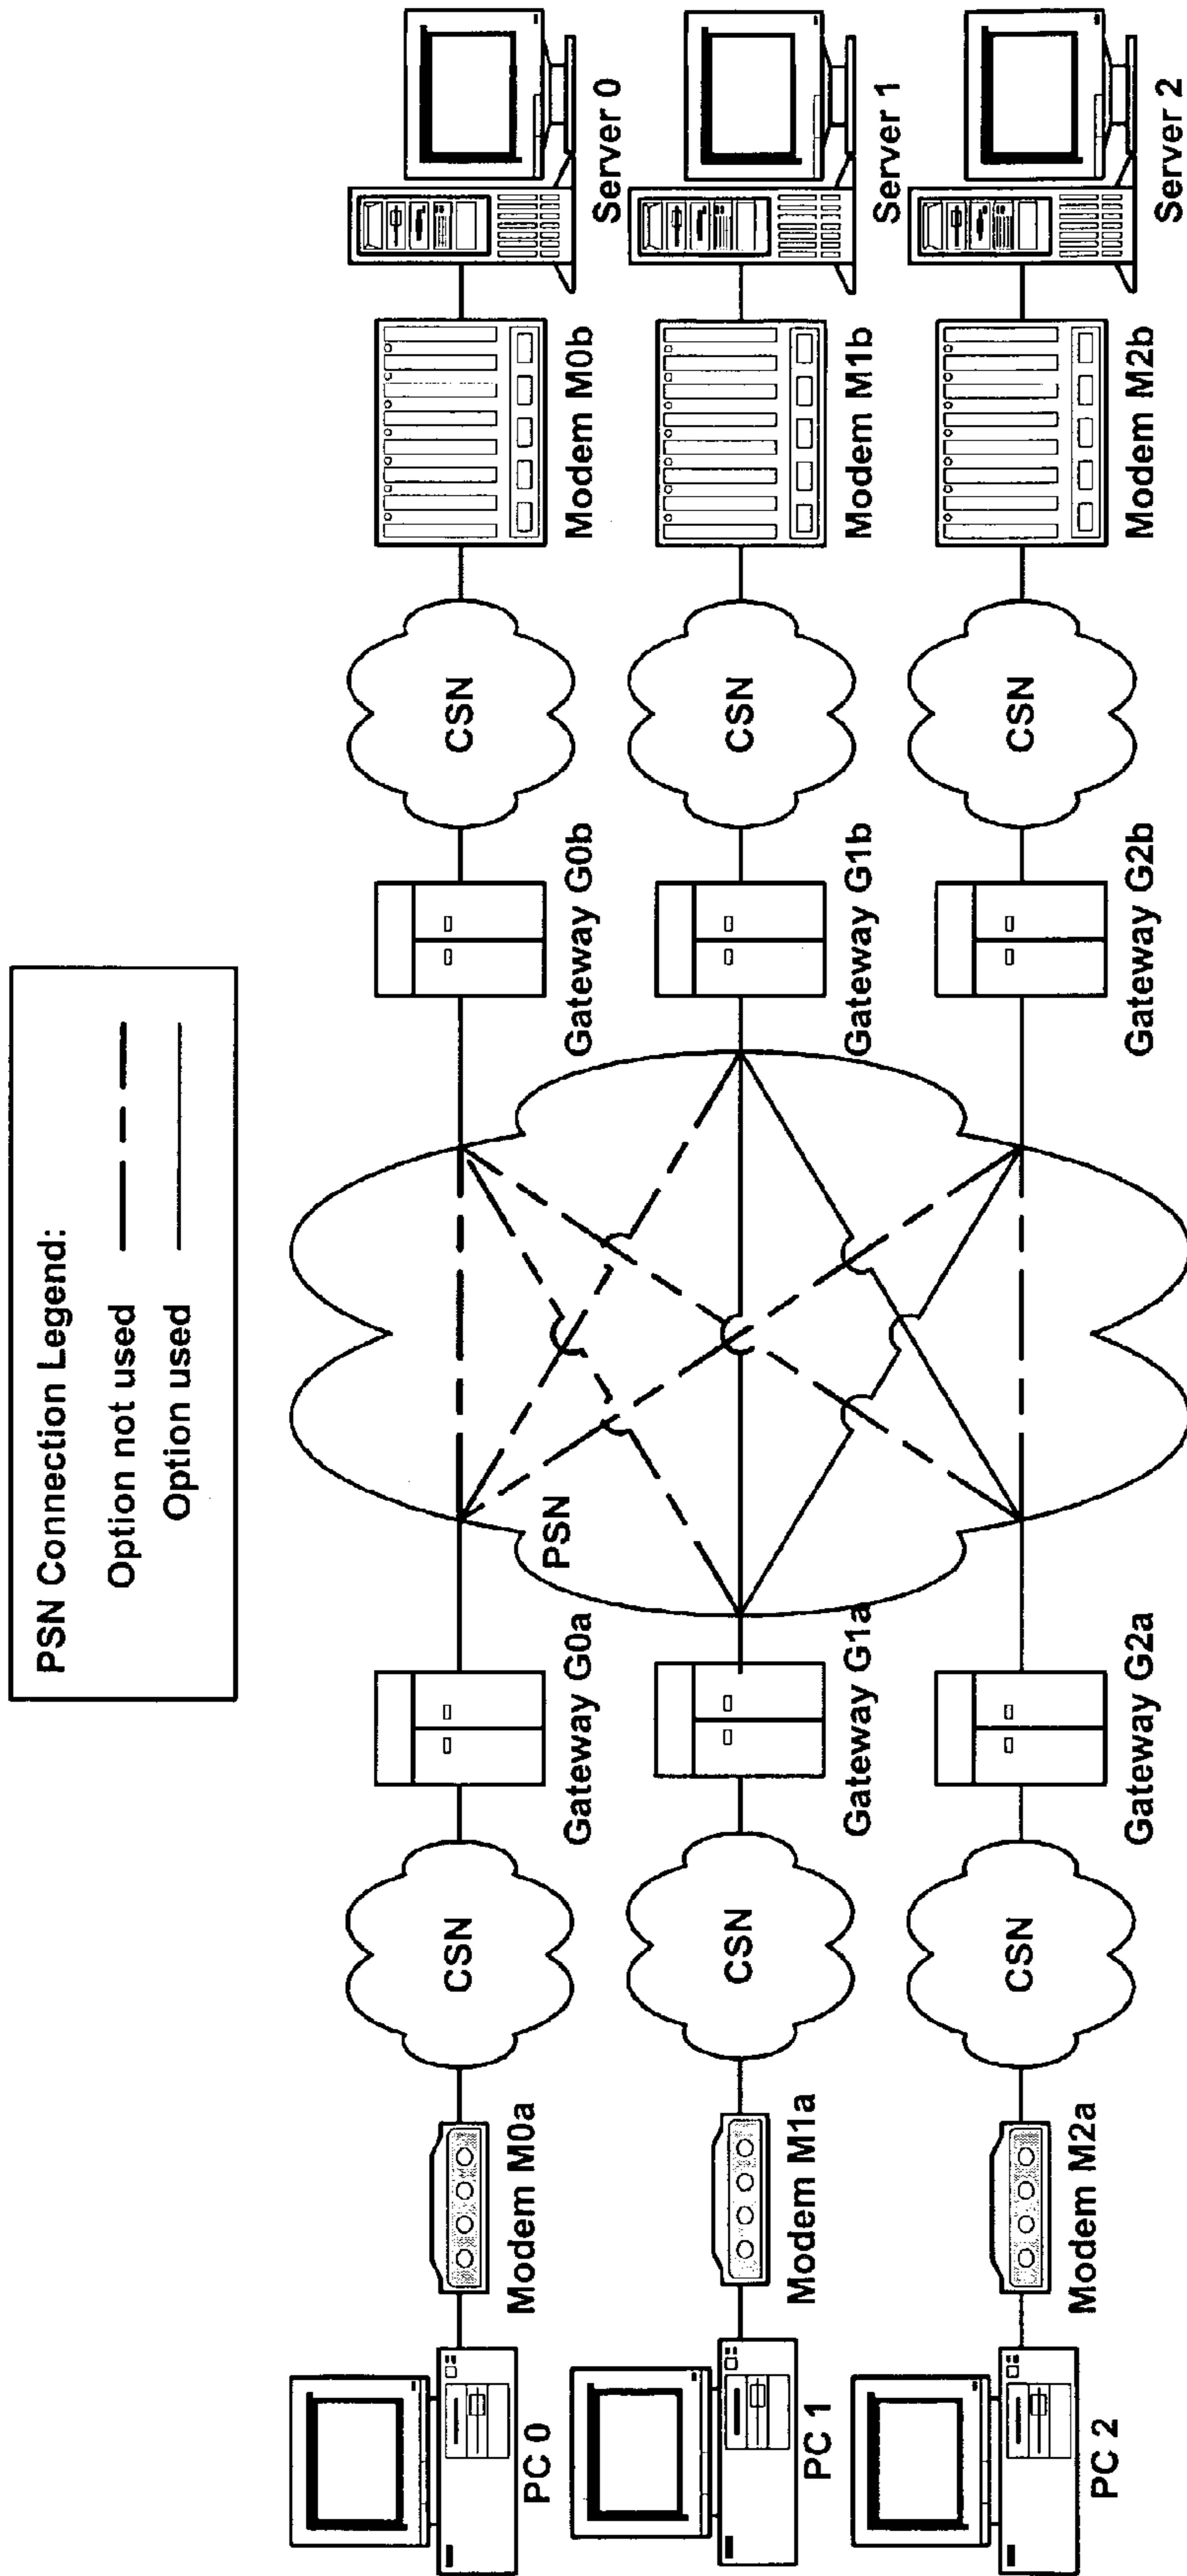 PSN Connection Legend:
Option not used
Option used
PC 0
Modem M0a
CSN
Gateway G0a
PSN
Gateway G0b
CSN
Modem M0b
Server 0
PC 1
Modem M1a
CSN
Gateway G1a
Gateway G1b
CSN
Modem M1b
Server 1
PC 2
Modem M2a
CSN
Gateway G2a
Gateway G2b
CSN
Modem M2b
Server 2